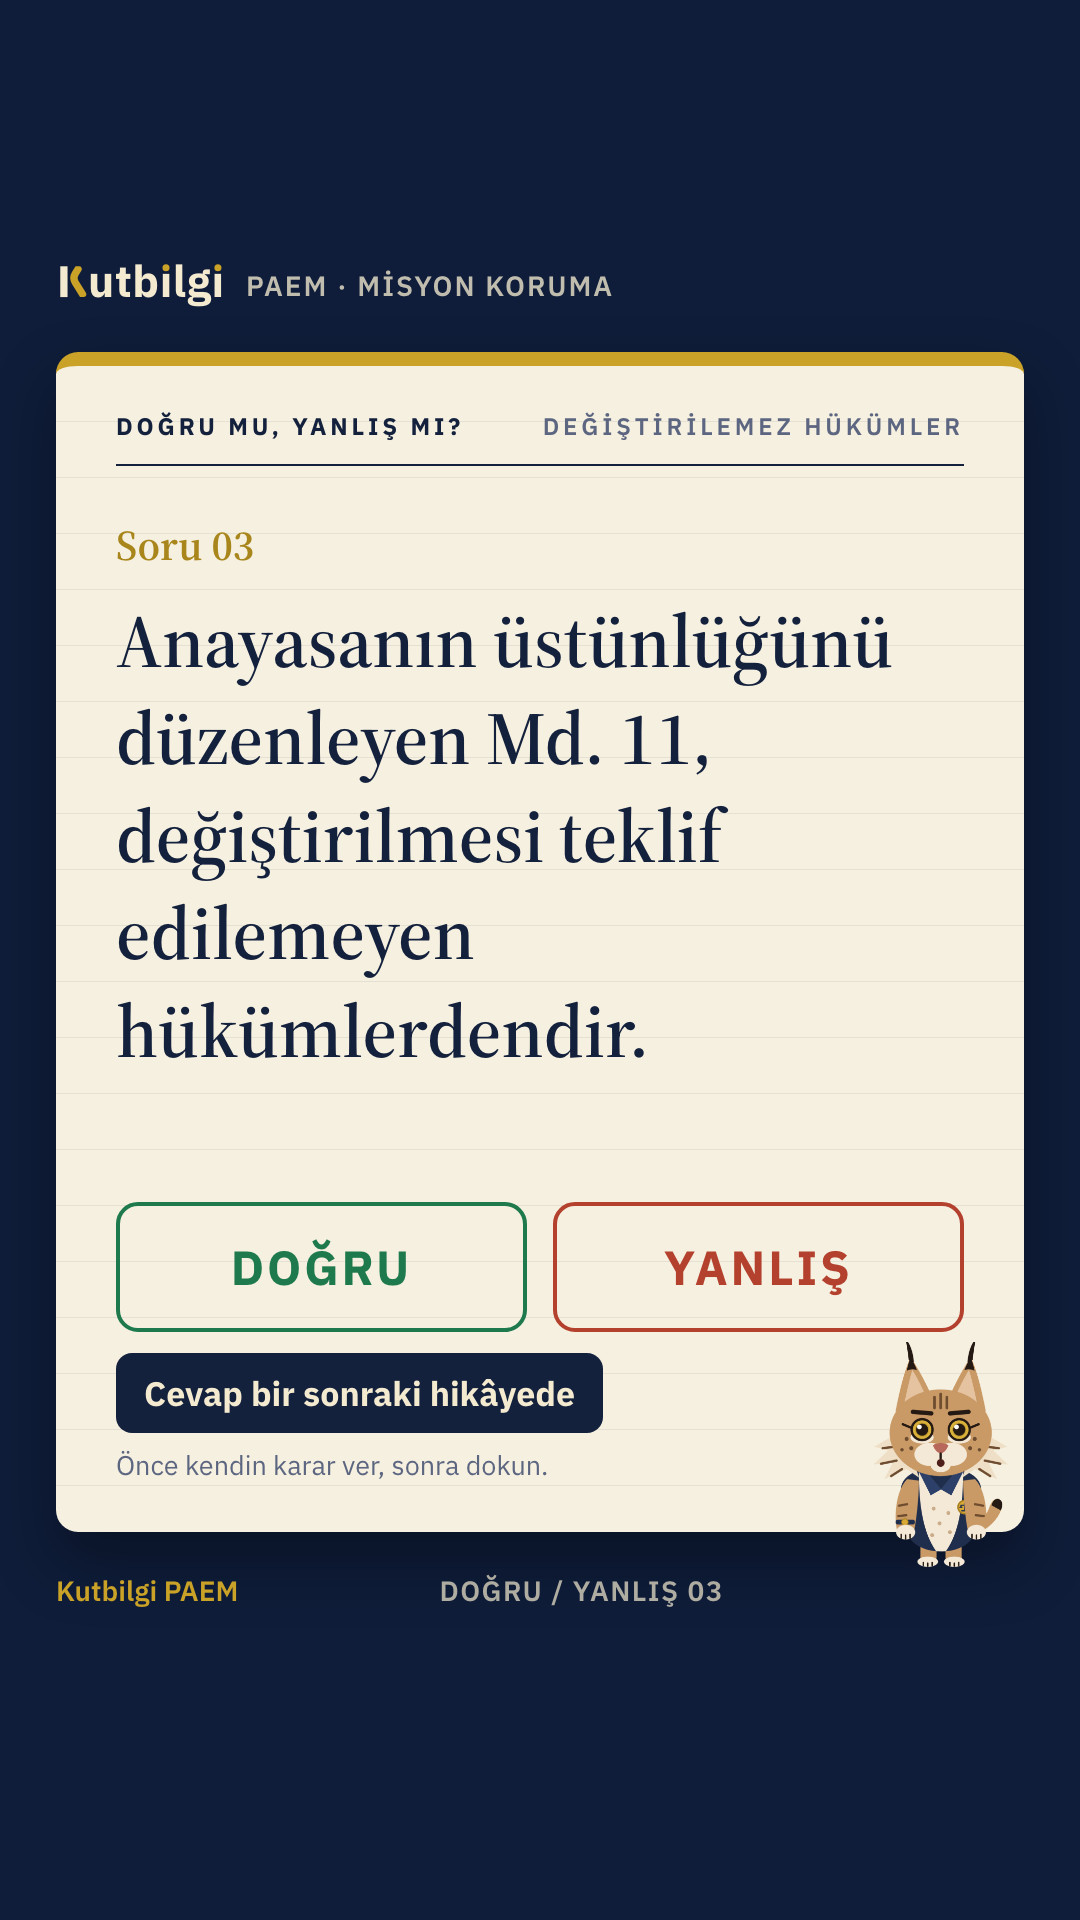 Kutbilgi PAEM · MİSYON KORUMA
DOĞRU MU, YANLIŞ MI? DEĞİŞTİRİLEMEZ HÜKÜMLER
Soru 03
Anayasanın üstünlüğünü
düzenleyen Md. 11,
değiştirilmesi teklif
edilemeyen
hükümlerdendir.
DOĞRU YANLIŞ
Cevap bir sonraki hikâyede
Önce kendin karar ver, sonra dokun.
Kutbilgi PAEM DOĞRU / YANLIŞ 03